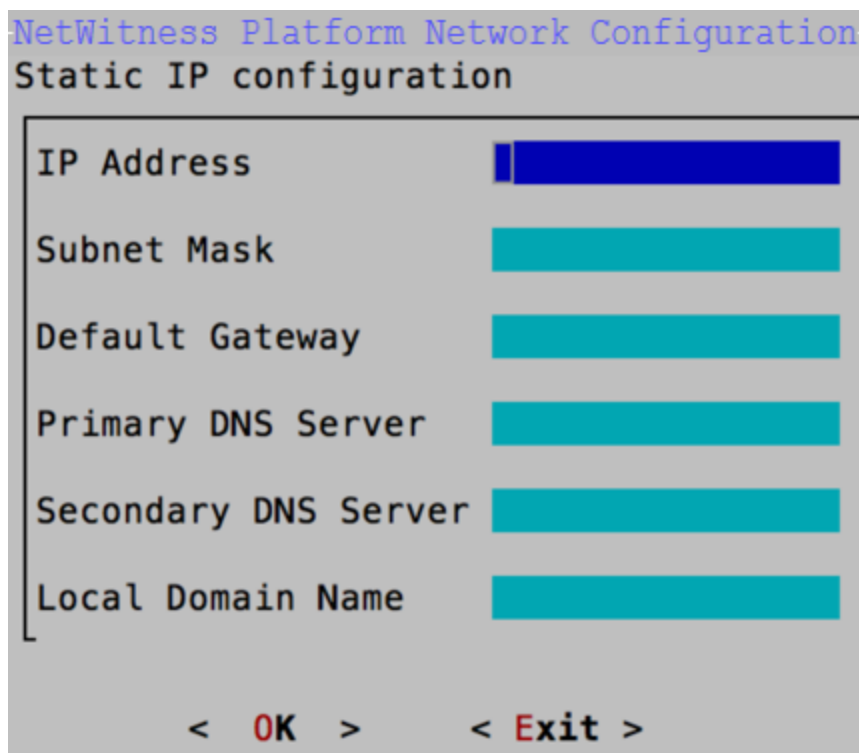 NetWitness Platform Network Configuration
Static IP configuration
IP Address
Subnet Mask
Default Gateway
Primary DNS Server
Secondary DNS Server
Local Domain Name
< OK > < Exit >